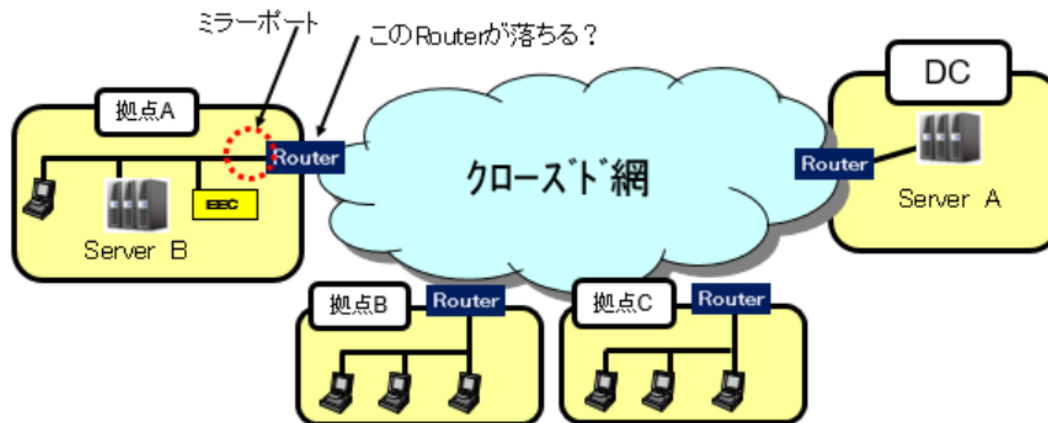 ミラーポート
このRouterが落ちる？
DC
拠点A
Router
クローズド網
Router
Server A
Server B
拠点B
Router
拠点C
Router